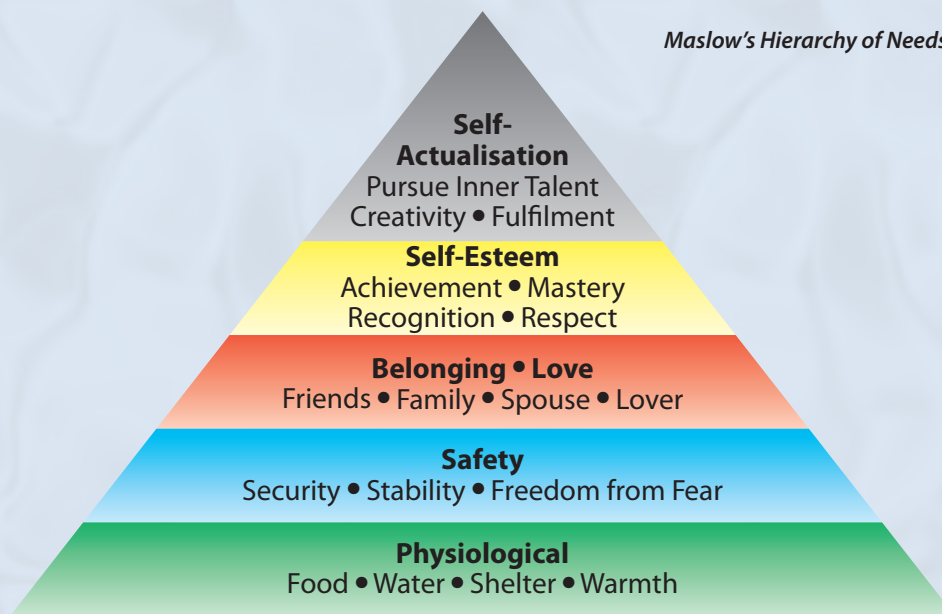 Maslow's Hierarchy of Needs
Self-
Actualisation
Pursue Inner Talent
Creativity • Fulfilment
Self-Esteem
Achievement • Mastery
Recognition • Respect
Belonging • Love
Friends • Family • Spouse • Lover
Safety
Security • Stability • Freedom from Fear
Physiological
Food • Water • Shelter • Warmth